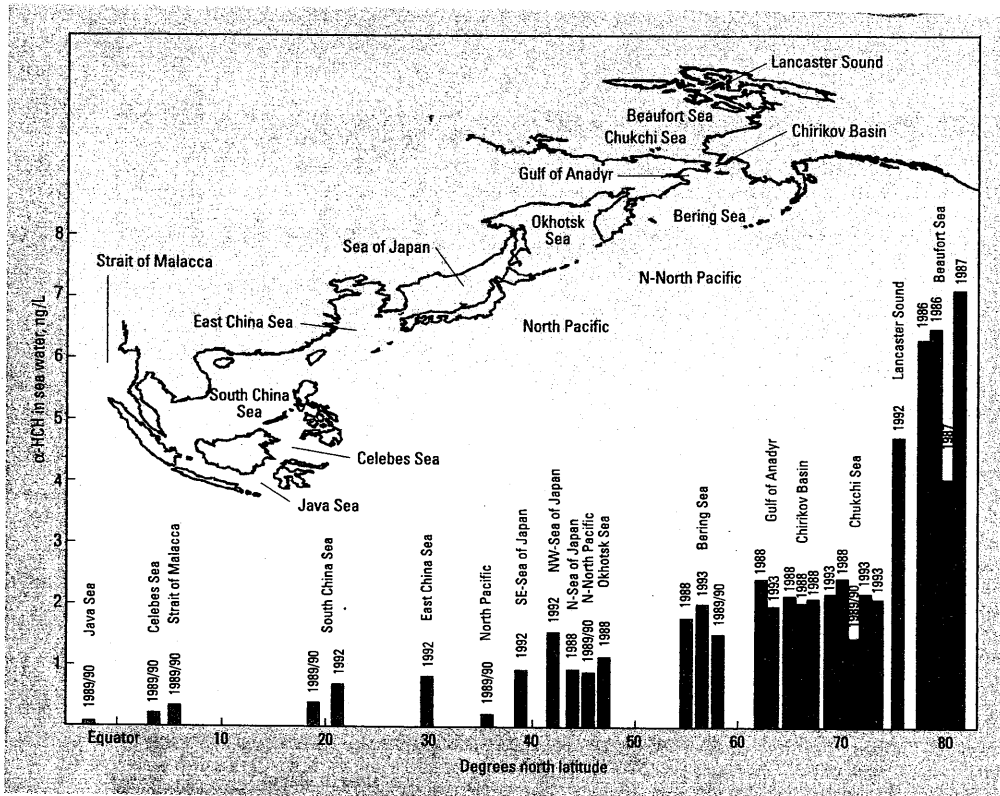 Lancaster Sound
Beaufort Sea
Chukchi Sea
Chirikov Basin
Gulf of Anadyr
Okhotsk
Sea
Bering Sea
Sea of Japan
Strait of Malacca
N-North Pacific
East China Sea
North Pacific
South China
Sea
Celebes Sea
Java Sea
α-HCH in sea water, ng/L
8
7
6
5
4
3
2
1
Java Sea
1989/90
Celebes Sea
1989/90
Strait of Malacca
1989/90
South China Sea
1989/90
1992
East China Sea
1992
North Pacific
1989/90
SE-Sea of Japan
1992
NW-Sea of Japan
1992
N-Sea of Japan
1988
N-North Pacific
1989/90
Okhotsk Sea
1988
Bering Sea
1988
1993
1989/90
Gulf of Anadyr
1988
1993
Chirikov Basin
1988
1988
1988
Chukchi Sea
1993
1988
1989/90
1993
1993
Lancaster Sound
1992
Beaufort Sea
1986
1986
1987
1987
Equator
10
20
30
40
50
60
70
80
Degrees north latitude